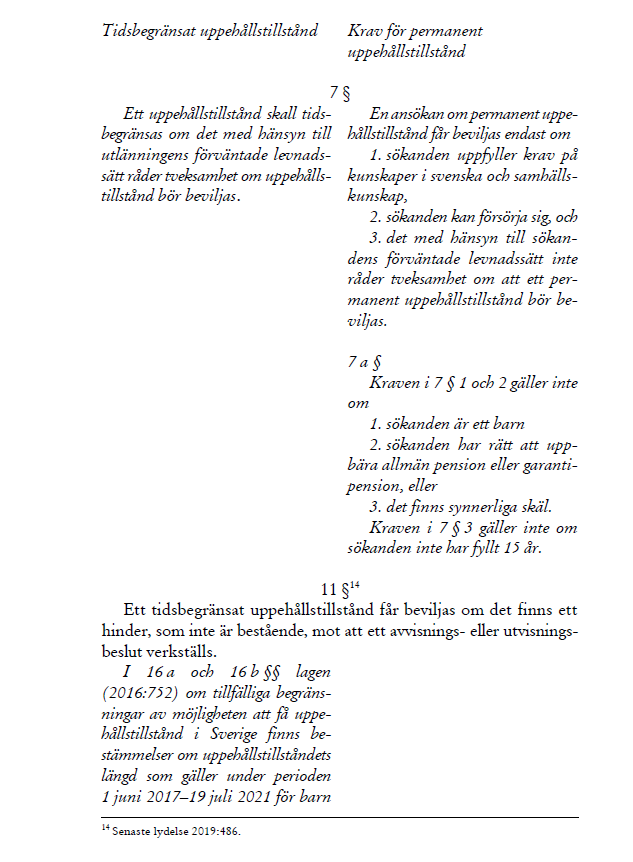 Tidsbegränsat uppehållstillstånd
Krav för permanent
uppehållstillstånd
7 §
Ett uppehållstillstånd skall tids-
begränsas om det med hänsyn till
utlänningens förväntade levnads-
sätt råder tveksamhet om uppehålls-
tillstånd bör beviljas.
En ansökan om permanent uppe-
hållstillstånd får beviljas endast om
1. sökanden uppfyller krav på
kunskaper i svenska och samhälls-
kunskap,
2. sökanden kan försörja sig, och
3. det med hänsyn till sökan-
dens förväntade levnadssätt inte
råder tveksamhet om att ett per-
manent uppehållstillstånd bör be-
viljas.
7 a §
Kraven i 7 § 1 och 2 gäller inte
om
1. sökanden är ett barn
2. sökanden har rätt att upp-
bära allmän pension eller garanti-
pension, eller
3. det finns synnerliga skäl.
Kraven i 7 § 3 gäller inte om
sökanden inte har fyllt 15 år.
11 §14
Ett tidsbegränsat uppehållstillstånd får beviljas om det finns ett
hinder, som inte är bestående, mot att ett avvisnings- eller utvisnings-
beslut verkställs.
I 16 a och 16 b §§ lagen
(2016:752) om tillfälliga begräns-
ningar av möjligheten att få uppe-
hållstillstånd i Sverige finns be-
stämmelser om uppehållstillståndets
längd som gäller under perioden
1 juni 2017–19 juli 2021 för barn
14 Senaste lydelse 2019:486.